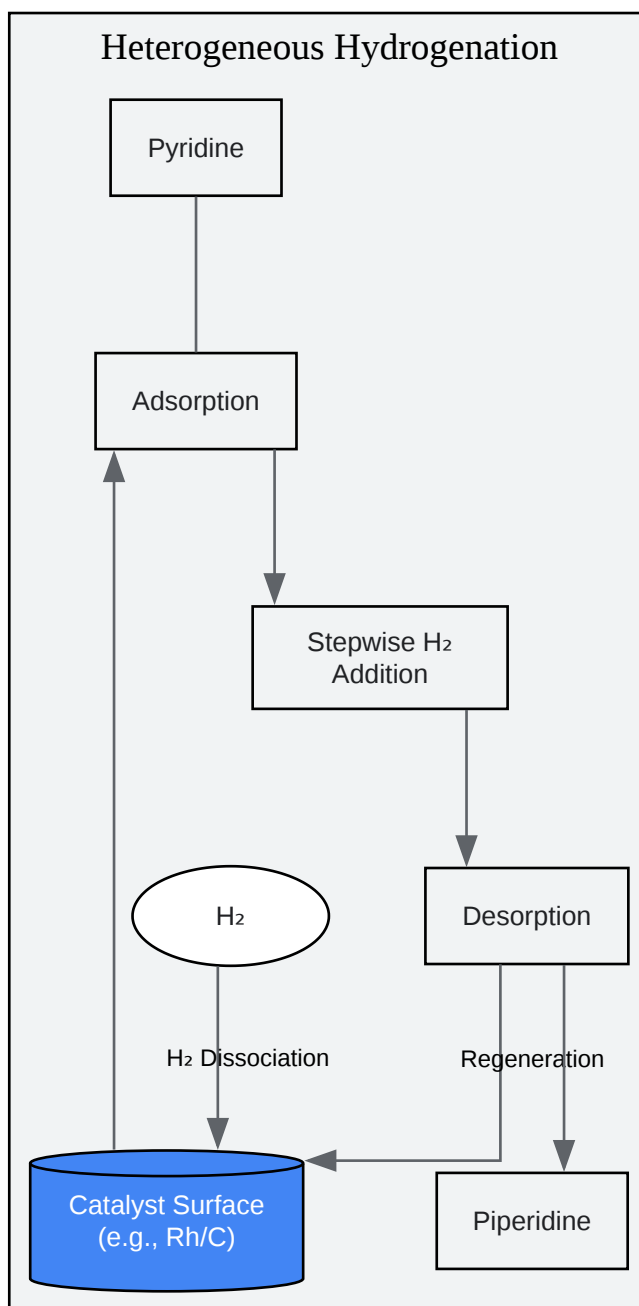 Heterogeneous Hydrogenation
Pyridine
Adsorption
Stepwise H₂
Addition
H₂
Desorption
H₂ Dissociation
Regeneration
Catalyst Surface
(e.g., Rh/C)
Piperidine